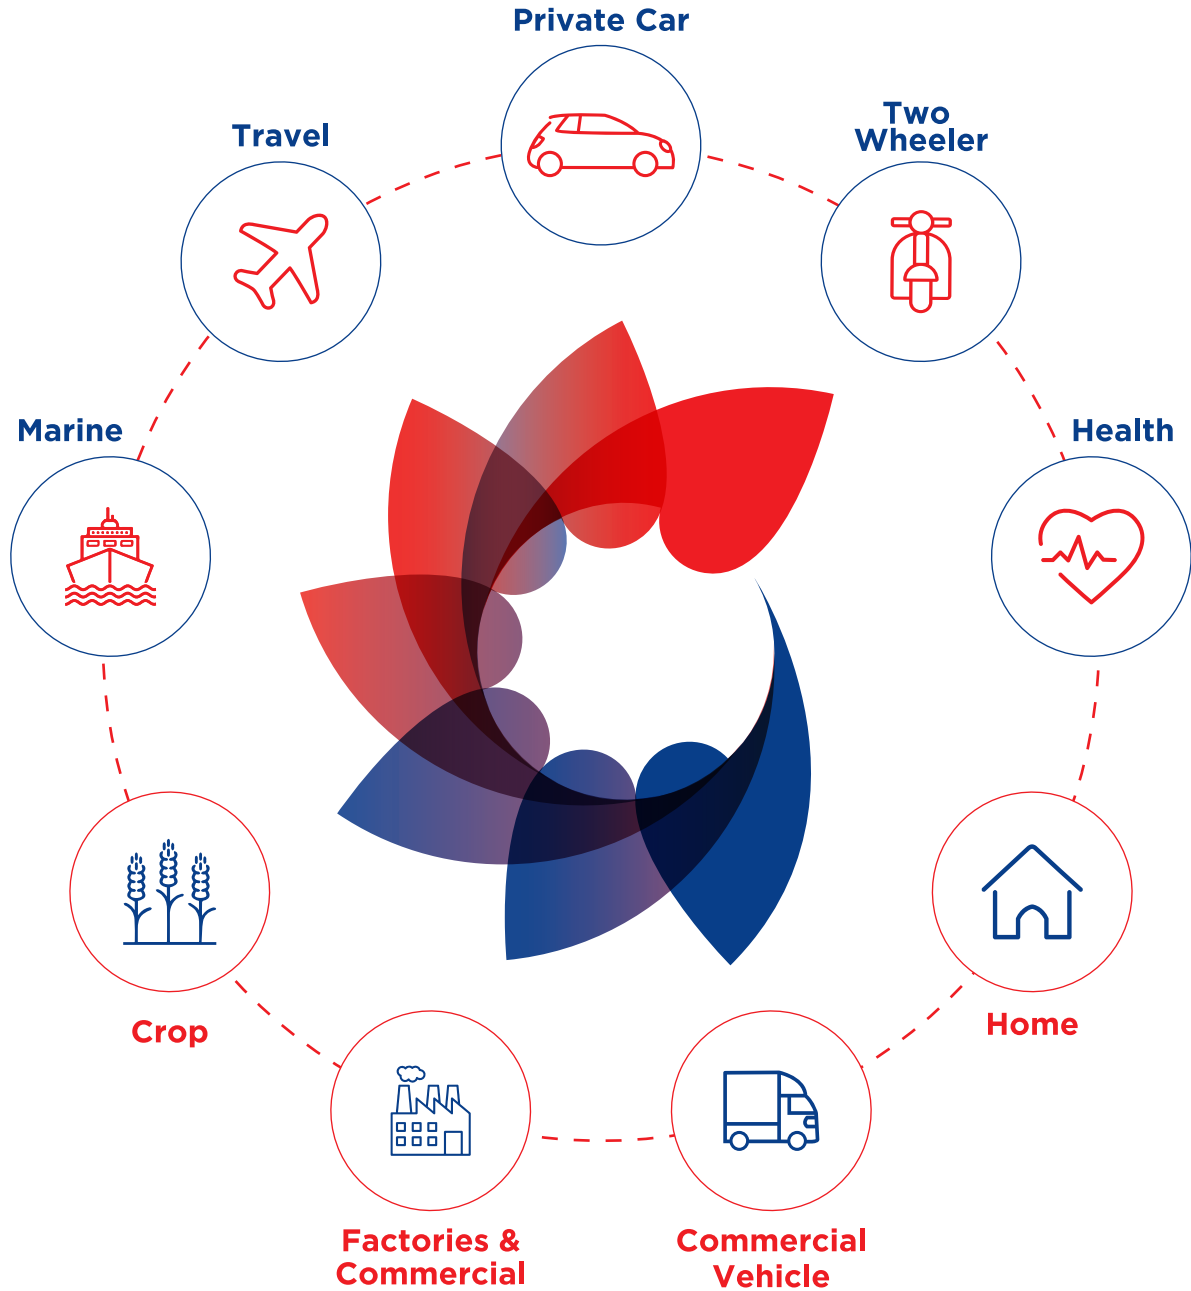 Private Car
Two
Wheeler
Travel
Marine
Health
Crop
Home
Factories &
Commercial
Commercial
Vehicle